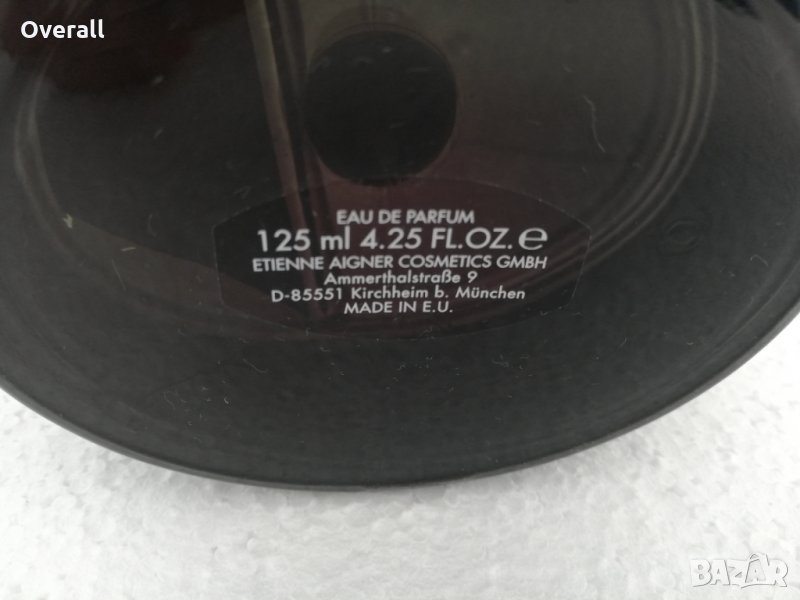 Overall
EAU DE PARFUM
125 ml 4.25 FL.OZ. ℮
ETIENNE AIGNER COSMETICS GMBH
Ammerthalstraße 9
D-85551 Kirchheim b. München
MADE IN E.U.
BAZAR